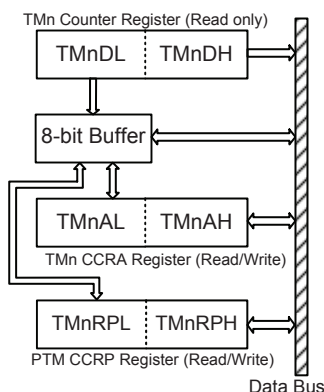 TMn Counter Register (Read only)
TMnDL TMnDH
8-bit Buffer
TMnAL TMnAH
TMn CCRA Register (Read/Write)
TMnRPL TMnRPH
PTM CCRP Register (Read/Write)
Data Bus